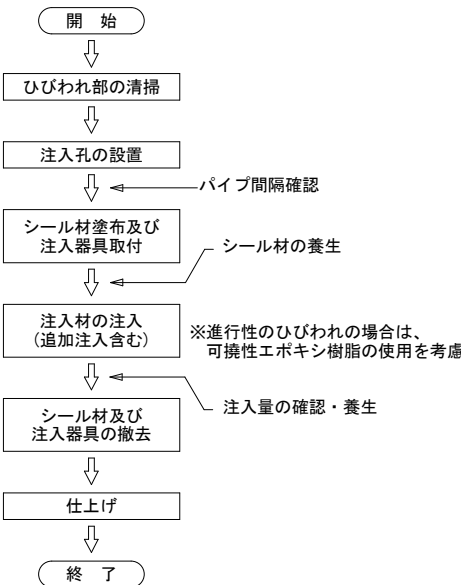 開　始
ひびわれ部の清掃
注入孔の設置
パイプ間隔確認
シール材塗布及び
注入器具取付
シール材の養生
注入材の注入
(追加注入含む)
※進行性のひびわれの場合は、
可撓性エポキシ樹脂の使用を考慮
注入量の確認・養生
シール材及び
注入器具の撤去
仕上げ
終　了